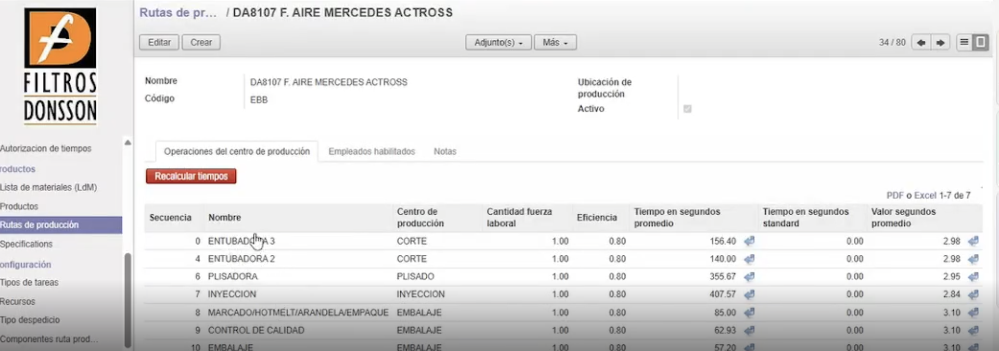 FILTROS
DONSSON
Autorizacion de tiempos
roductos
Lista de materiales (LdM)
Productos
Rutas de producción
Specifications
onfiguración
Tipos de tareas
Recursos
Tipo despedicio
Componentes ruta prod...
Rutas de pr... / DA8107 F. AIRE MERCEDES ACTROSS
Editar Crear Adjunto(s) Más 34 / 80
Nombre DA8107 F. AIRE MERCEDES ACTROSS
Código EBB
Ubicación de
producción
Activo
Operaciones del centro de producción Empleados habilitados Notas
Recalcular tiempos
PDF o Excel 1-7 de 7
Secuencia Nombre Centro de producción Cantidad fuerza laboral Eficiencia Tiempo en segundos promedio Tiempo en segundos standard Valor segundos promedio
0 ENTUBADORA 3 CORTE 1.00 0.80 156.40 0.00 2.98
4 ENTUBADORA 2 CORTE 1.00 0.80 140.00 0.00 2.98
6 PLISADORA PLISADO 1.00 0.80 355.67 0.00 2.95
7 INYECCION INYECCION 1.00 0.80 407.57 0.00 2.84
8 MARCADO/HOTMELT/ARANDELA/EMPAQUE EMBALAJE 1.00 0.80 85.00 0.00 3.10
9 CONTROL DE CALIDAD EMBALAJE 1.00 0.80 62.93 0.00 3.10
10 EMBALAJE EMBALAJE 1.00 0.80 57.20 0.00 3.10